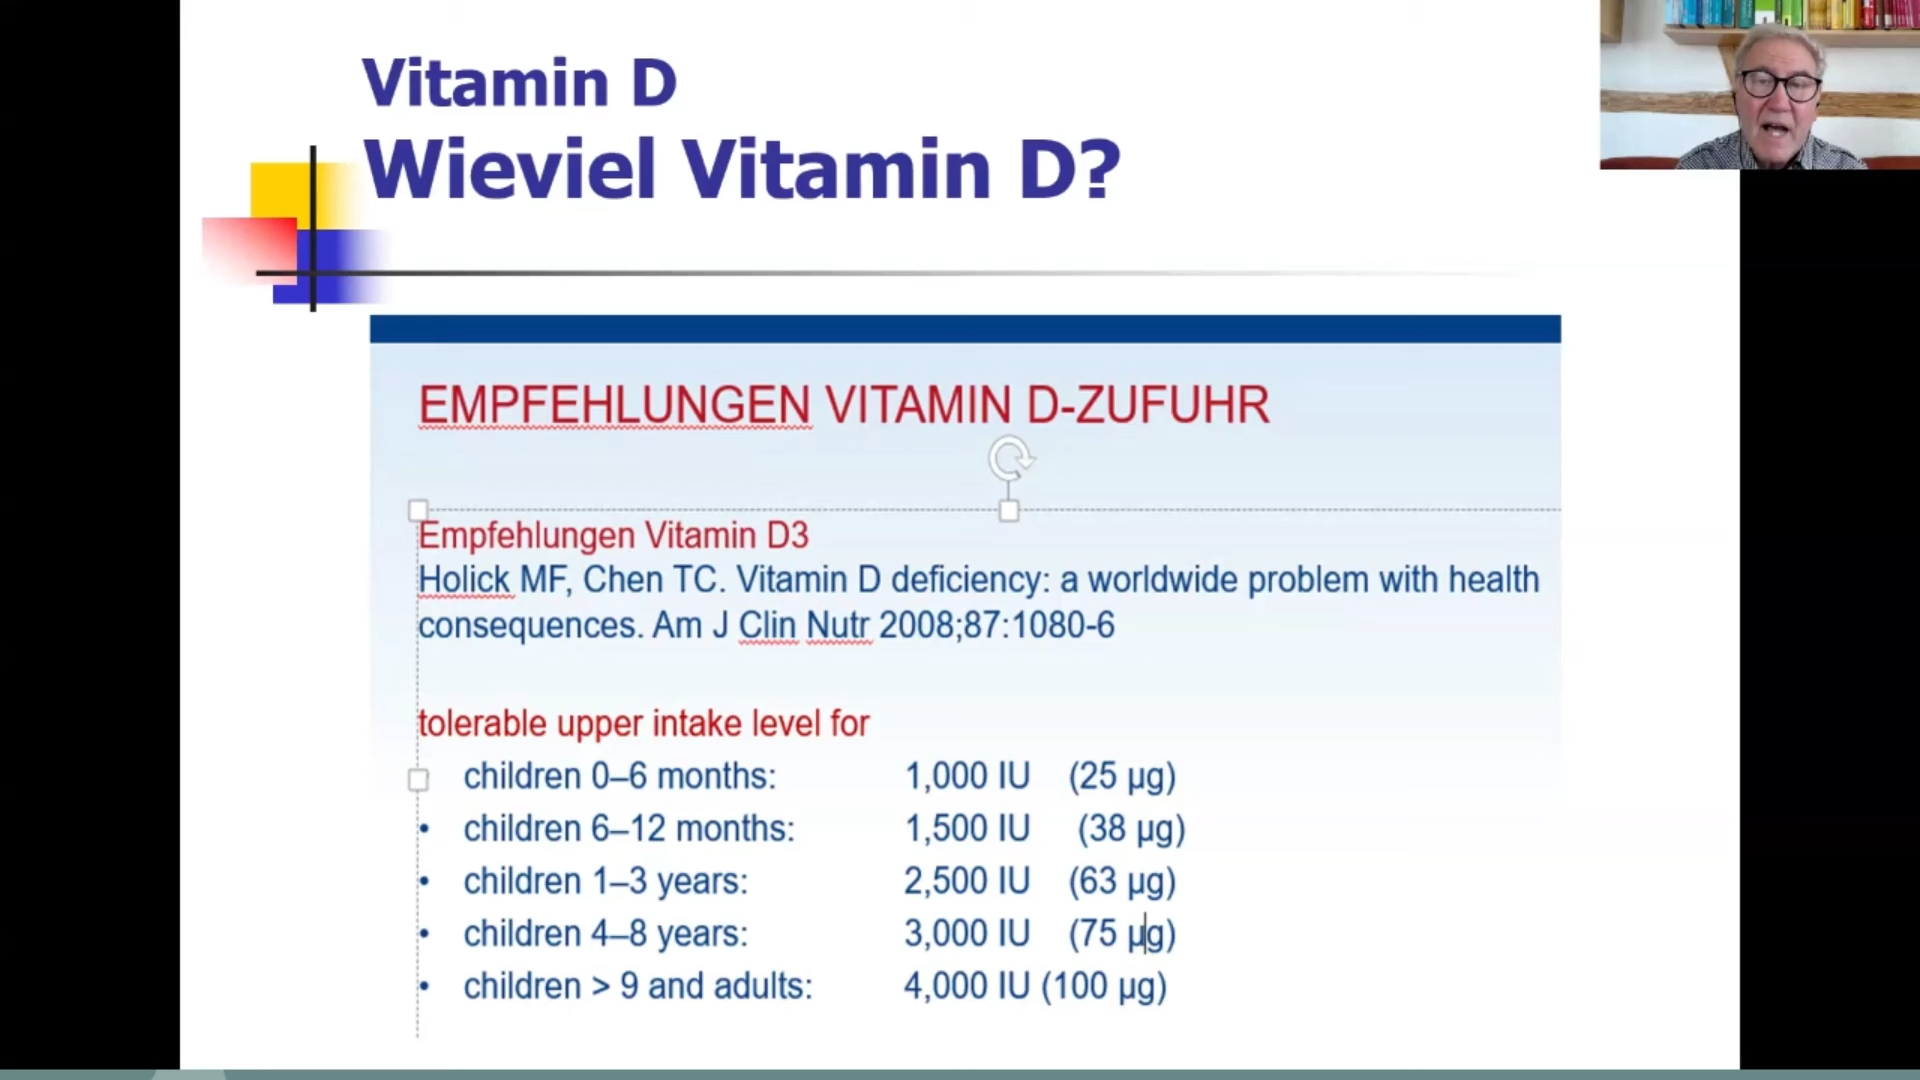 Vitamin D
Wieviel Vitamin D?
EMPFEHLUNGEN VITAMIN D-ZUFUHR
Empfehlungen Vitamin D3
Holick MF, Chen TC. Vitamin D deficiency: a worldwide problem with health
consequences. Am J Clin Nutr 2008;87:1080-6
tolerable upper intake level for
children 0–6 months: 1,000 IU (25 µg)
• children 6–12 months: 1,500 IU (38 µg)
• children 1–3 years: 2,500 IU (63 µg)
• children 4–8 years: 3,000 IU (75 µg)
• children > 9 and adults: 4,000 IU (100 µg)